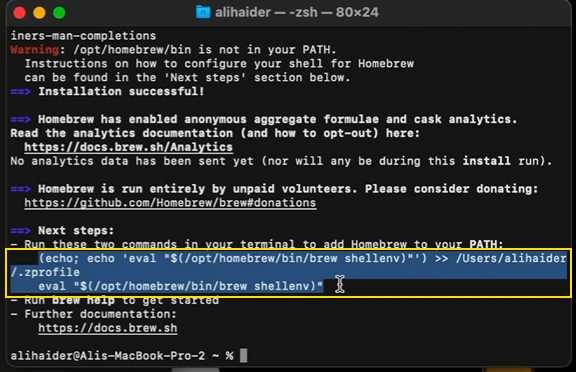 alihaider — -zsh — 80×24
iners-man-completions
Warning: /opt/homebrew/bin is not in your PATH.
  Instructions on how to configure your shell for Homebrew
  can be found in the 'Next steps' section below.
==> Installation successful!

==> Homebrew has enabled anonymous aggregate formulae and cask analytics.
Read the analytics documentation (and how to opt-out) here:
  https://docs.brew.sh/Analytics
No analytics data has been sent yet (nor will any be during this install run).

==> Homebrew is run entirely by unpaid volunteers. Please consider donating:
  https://github.com/Homebrew/brew#donations

==> Next steps:
- Run these two commands in your terminal to add Homebrew to your PATH:
    (echo; echo 'eval "$(/opt/homebrew/bin/brew shellenv)"') >> /Users/alihaider
/.zprofile
    eval "$(/opt/homebrew/bin/brew shellenv)"
- Run brew help to get started
- Further documentation:
    https://docs.brew.sh

alihaider@Alis-MacBook-Pro-2 ~ %